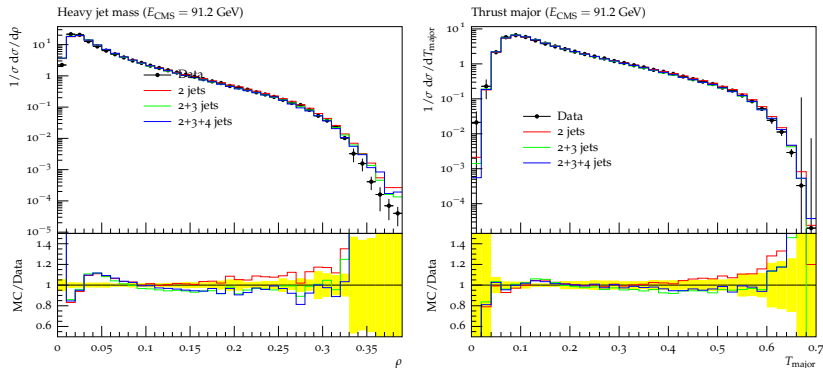 Heavy jet mass (E_CMS = 91.2 GeV)
1/σ dσ/dρ
10^1
1
10^−1
10^−2
10^−3
10^−4
10^−5
Data
2 jets
2+3 jets
2+3+4 jets
MC/Data
1.4
1.2
1
0.8
0.6
0 0.05 0.1 0.15 0.2 0.25 0.3 0.35
ρ
Thrust major (E_CMS = 91.2 GeV)
1/σ dσ/dT_major
10^1
1
10^−1
10^−2
10^−3
10^−4
Data
2 jets
2+3 jets
2+3+4 jets
MC/Data
1.4
1.2
1
0.8
0.6
0 0.1 0.2 0.3 0.4 0.5 0.6 0.7
T_major